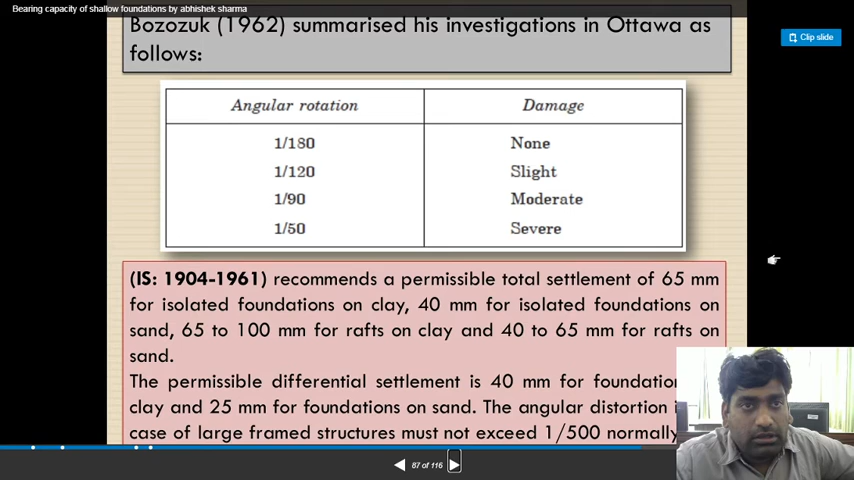 Bearing capacity of shallow foundations by abhishek sharma
Bozozuk (1962) summarised his investigations in Ottawa as
follows:
Clip slide
Angular rotation Damage
1/180 None
1/120 Slight
1/90 Moderate
1/50 Severe
(IS: 1904-1961) recommends a permissible total settlement of 65 mm
for isolated foundations on clay, 40 mm for isolated foundations on
sand, 65 to 100 mm for rafts on clay and 40 to 65 mm for rafts on
sand.
The permissible differential settlement is 40 mm for
clay and 25 mm for foundations on sand. The angular distortion
case of large framed structures must not exceed 1/500 normally
87 of 116